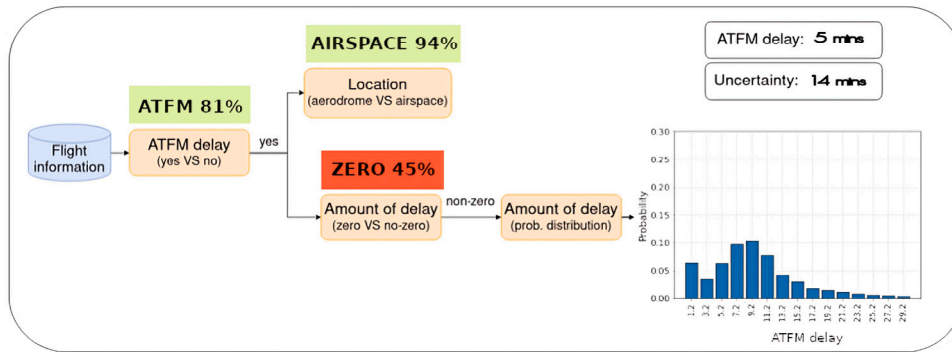 AIRSPACE 94%
Location
(aerodrome VS airspace)
ATFM 81%
ATFM delay
(yes VS no)
yes
Flight
information
ZERO 45%
Amount of delay
(zero VS no-zero)
non-zero
Amount of delay
(prob. distribution)
ATFM delay: 5 mins
Uncertainty: 14 mins
Probability
0.30
0.25
0.20
0.15
0.10
0.05
0.00
1.2 3.2 5.2 7.2 9.2 11.2 13.2 15.2 17.2 19.2 21.2 23.2 25.2 27.2 29.2
ATFM delay